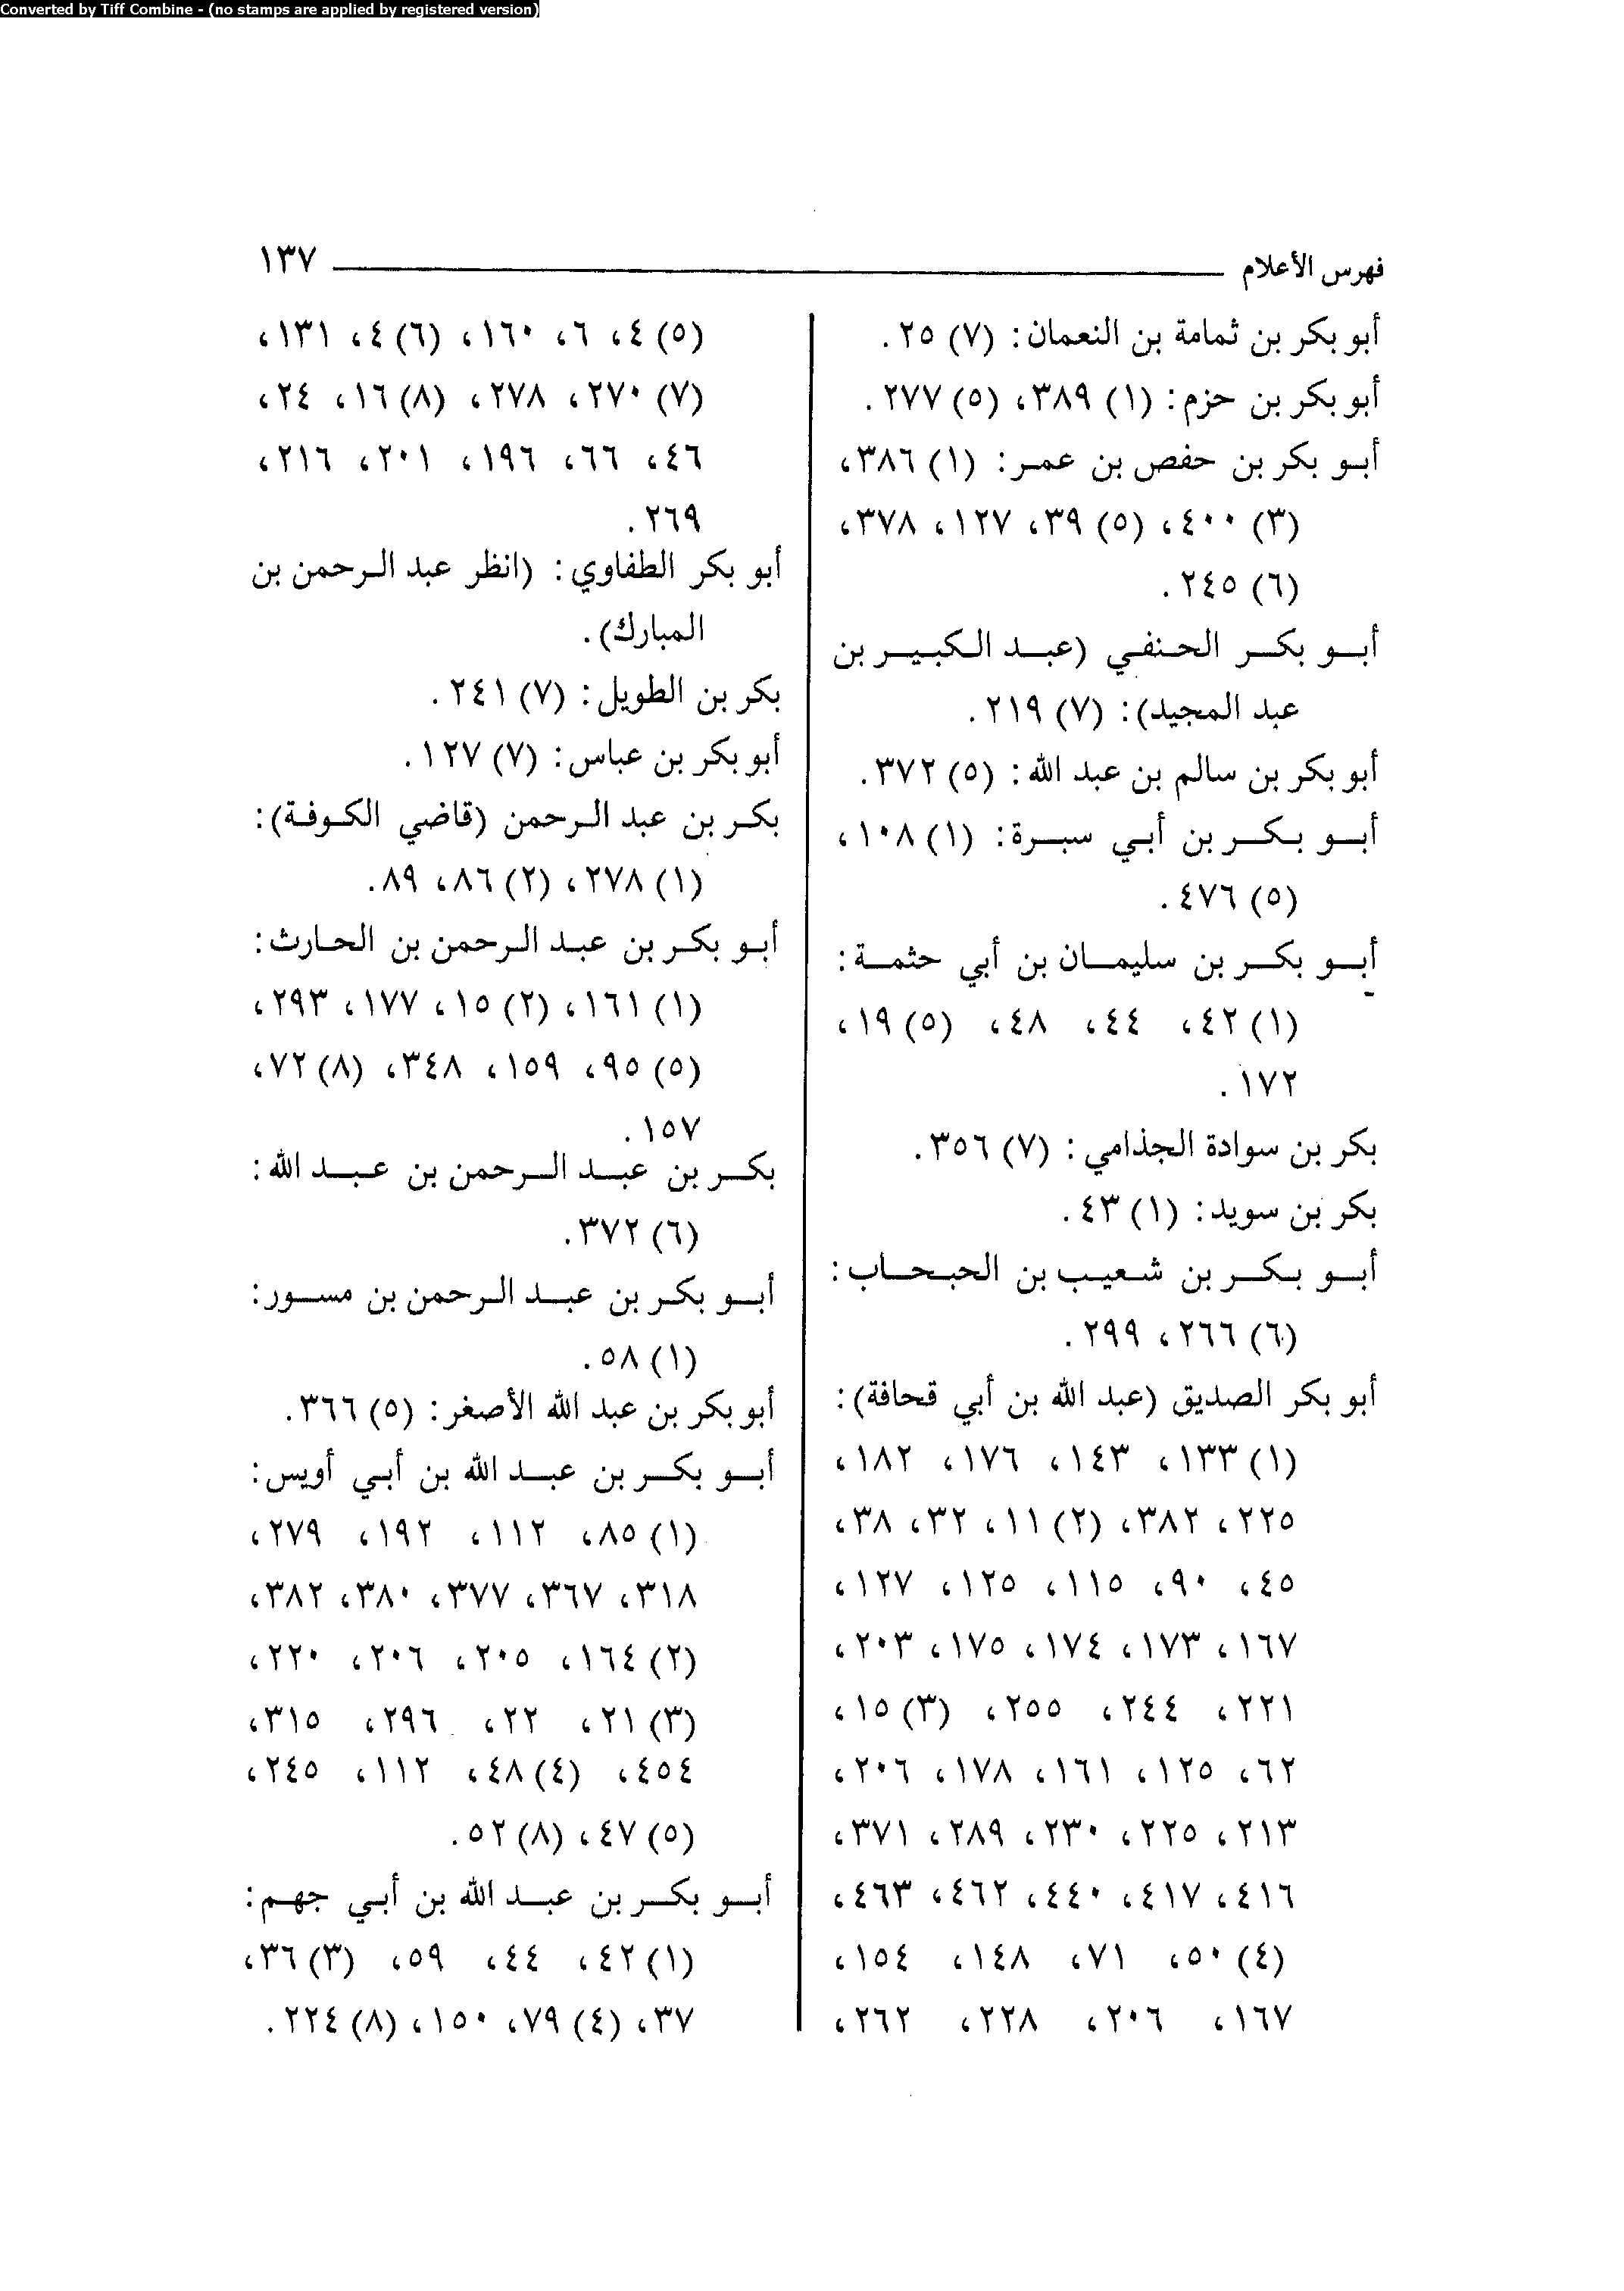 Converted by Tiff Combine - (no stamps are applied by registered version)
فهرس الأعلام ١٣٧
أبو بكر بن ثمامة بن النعمان: (٧) ٢٥.
أبو بكر بن حزم: (١) ٣٨٩، (٥) ٢٧٧.
أبو بكر بن حفص بن عمر: (١) ٣٨٦،
(٣) ٤٠٠، (٥) ٣٩، ١٢٧، ٣٧٨،
(٦) ٢٤٥.
أبو بكر الحنفي (عبد الكبير بن
عبد المجيد): (٧) ٢١٩.
أبو بكر بن سالم بن عبد الله: (٥) ٣٧٢.
أبو بكر بن أبي سبرة: (١) ١٠٨،
(٥) ٤٧٦.
أبو بكر بن سليمان بن أبي حثمة:
(١) ٤٢، ٤٤، ٤٨، (٥) ١٩،
١٧٢.
بكر بن سوادة الجذامي: (٧) ٣٥٦.
بكر بن سويد: (١) ٤٣.
أبو بكر بن شعيب بن الحبحاب:
(٦) ٢٦٦، ٢٩٩.
أبو بكر الصديق (عبد الله بن أبي قحافة):
(١) ١٣٣، ١٤٣، ١٧٦، ١٨٢،
٢٢٥، ٣٨٢، (٢) ١١، ٣٢، ٣٨،
٤٥، ٩٠، ١١٥، ١٢٥، ١٢٧،
١٦٧، ١٧٣، ١٧٤، ١٧٥، ٢٠٣،
٢٢١، ٢٤٤، ٢٥٥، (٣) ١٥،
٦٢، ١٢٥، ١٦١، ١٧٨، ٢٠٦،
٢١٣، ٢٢٥، ٢٣٠، ٢٨٩، ٣٧١،
٤١٦، ٤١٧، ٤٤٠، ٤٦٢، ٤٦٣،
(٤) ٥٠، ٧١، ١٤٨، ١٥٤،
١٦٧، ٢٠٦، ٢٢٨، ٢٦٢،
(٥) ٤، ٦، ١٦٠، (٦) ٤، ١٣١،
(٧) ٢٧٠، ٢٧٨، (٨) ١٦، ٢٤،
٤٦، ٦٦، ١٩٦، ٢٠١، ٢١٦،
٢٦٩.
أبو بكر الطفاوي: (انظر عبد الرحمن بن
المبارك).
بكر بن الطويل: (٧) ٢٤١.
أبو بكر بن عباس: (٧) ١٢٧.
بكر بن عبد الرحمن (قاضي الكوفة):
(١) ٢٧٨، (٢) ٨٦، ٨٩.
أبو بكر بن عبد الرحمن بن الحارث:
(١) ١٦١، (٢) ١٥، ١٧٧، ٢٩٣،
(٥) ٩٥، ١٥٩، ٣٤٨، (٨) ٧٢،
١٥٧.
بكر بن عبد الرحمن بن عبد الله:
(٦) ٣٧٢.
أبو بكر بن عبد الرحمن بن مسور:
(١) ٥٨.
أبو بكر بن عبد الله الأصغر: (٥) ٣٦٦.
أبو بكر بن عبد الله بن أبي أويس:
(١) ٨٥، ١١٢، ١٩٢، ٢٧٩،
٣١٨، ٣٦٧، ٣٧٧، ٣٨٠، ٣٨٢،
(٢) ١٦٤، ٢٠٥، ٢٠٦، ٢٢٠،
(٣) ٢١، ٢٢، ٢٩٦، ٣١٥،
٤٥٤، (٤) ٤٨، ١١٢، ٢٤٥،
(٥) ٤٧، (٨) ٥٢.
أبو بكر بن عبد الله بن أبي جهم:
(١) ٤٢، ٤٤، ٥٩، (٣) ٣٦،
٣٧، (٤) ٧٩، ١٥٠، (٨) ٢٢٤.